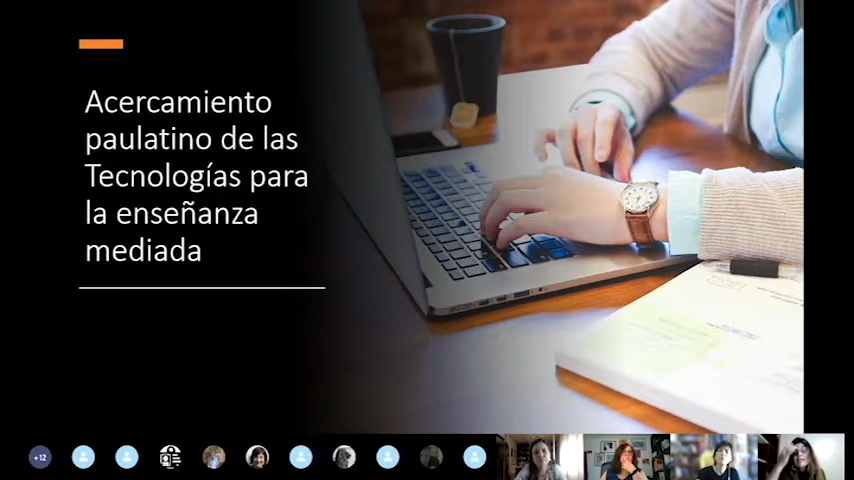 Acercamiento
paulatino de las
Tecnologías para
la enseñanza
mediada
+12